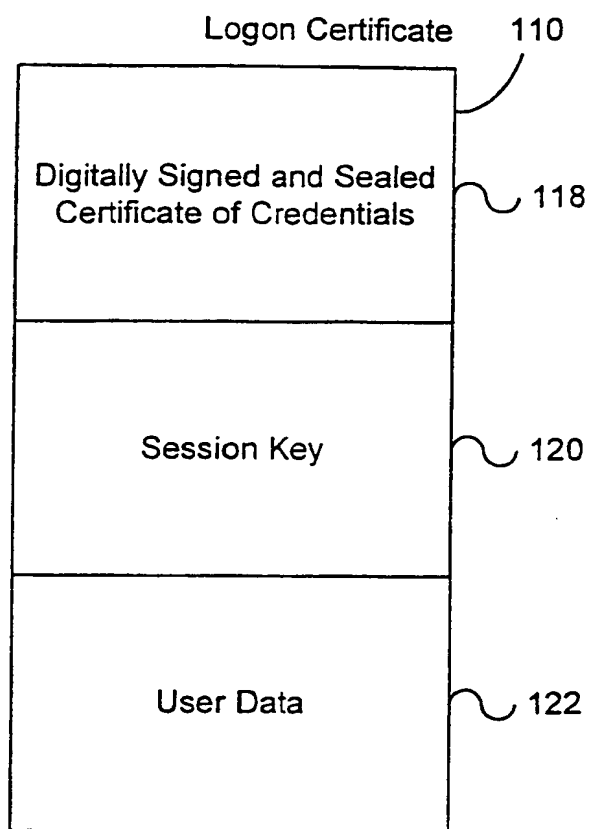 Logon Certificate 110
Digitally Signed and Sealed
Certificate of Credentials
118
Session Key
120
User Data
122